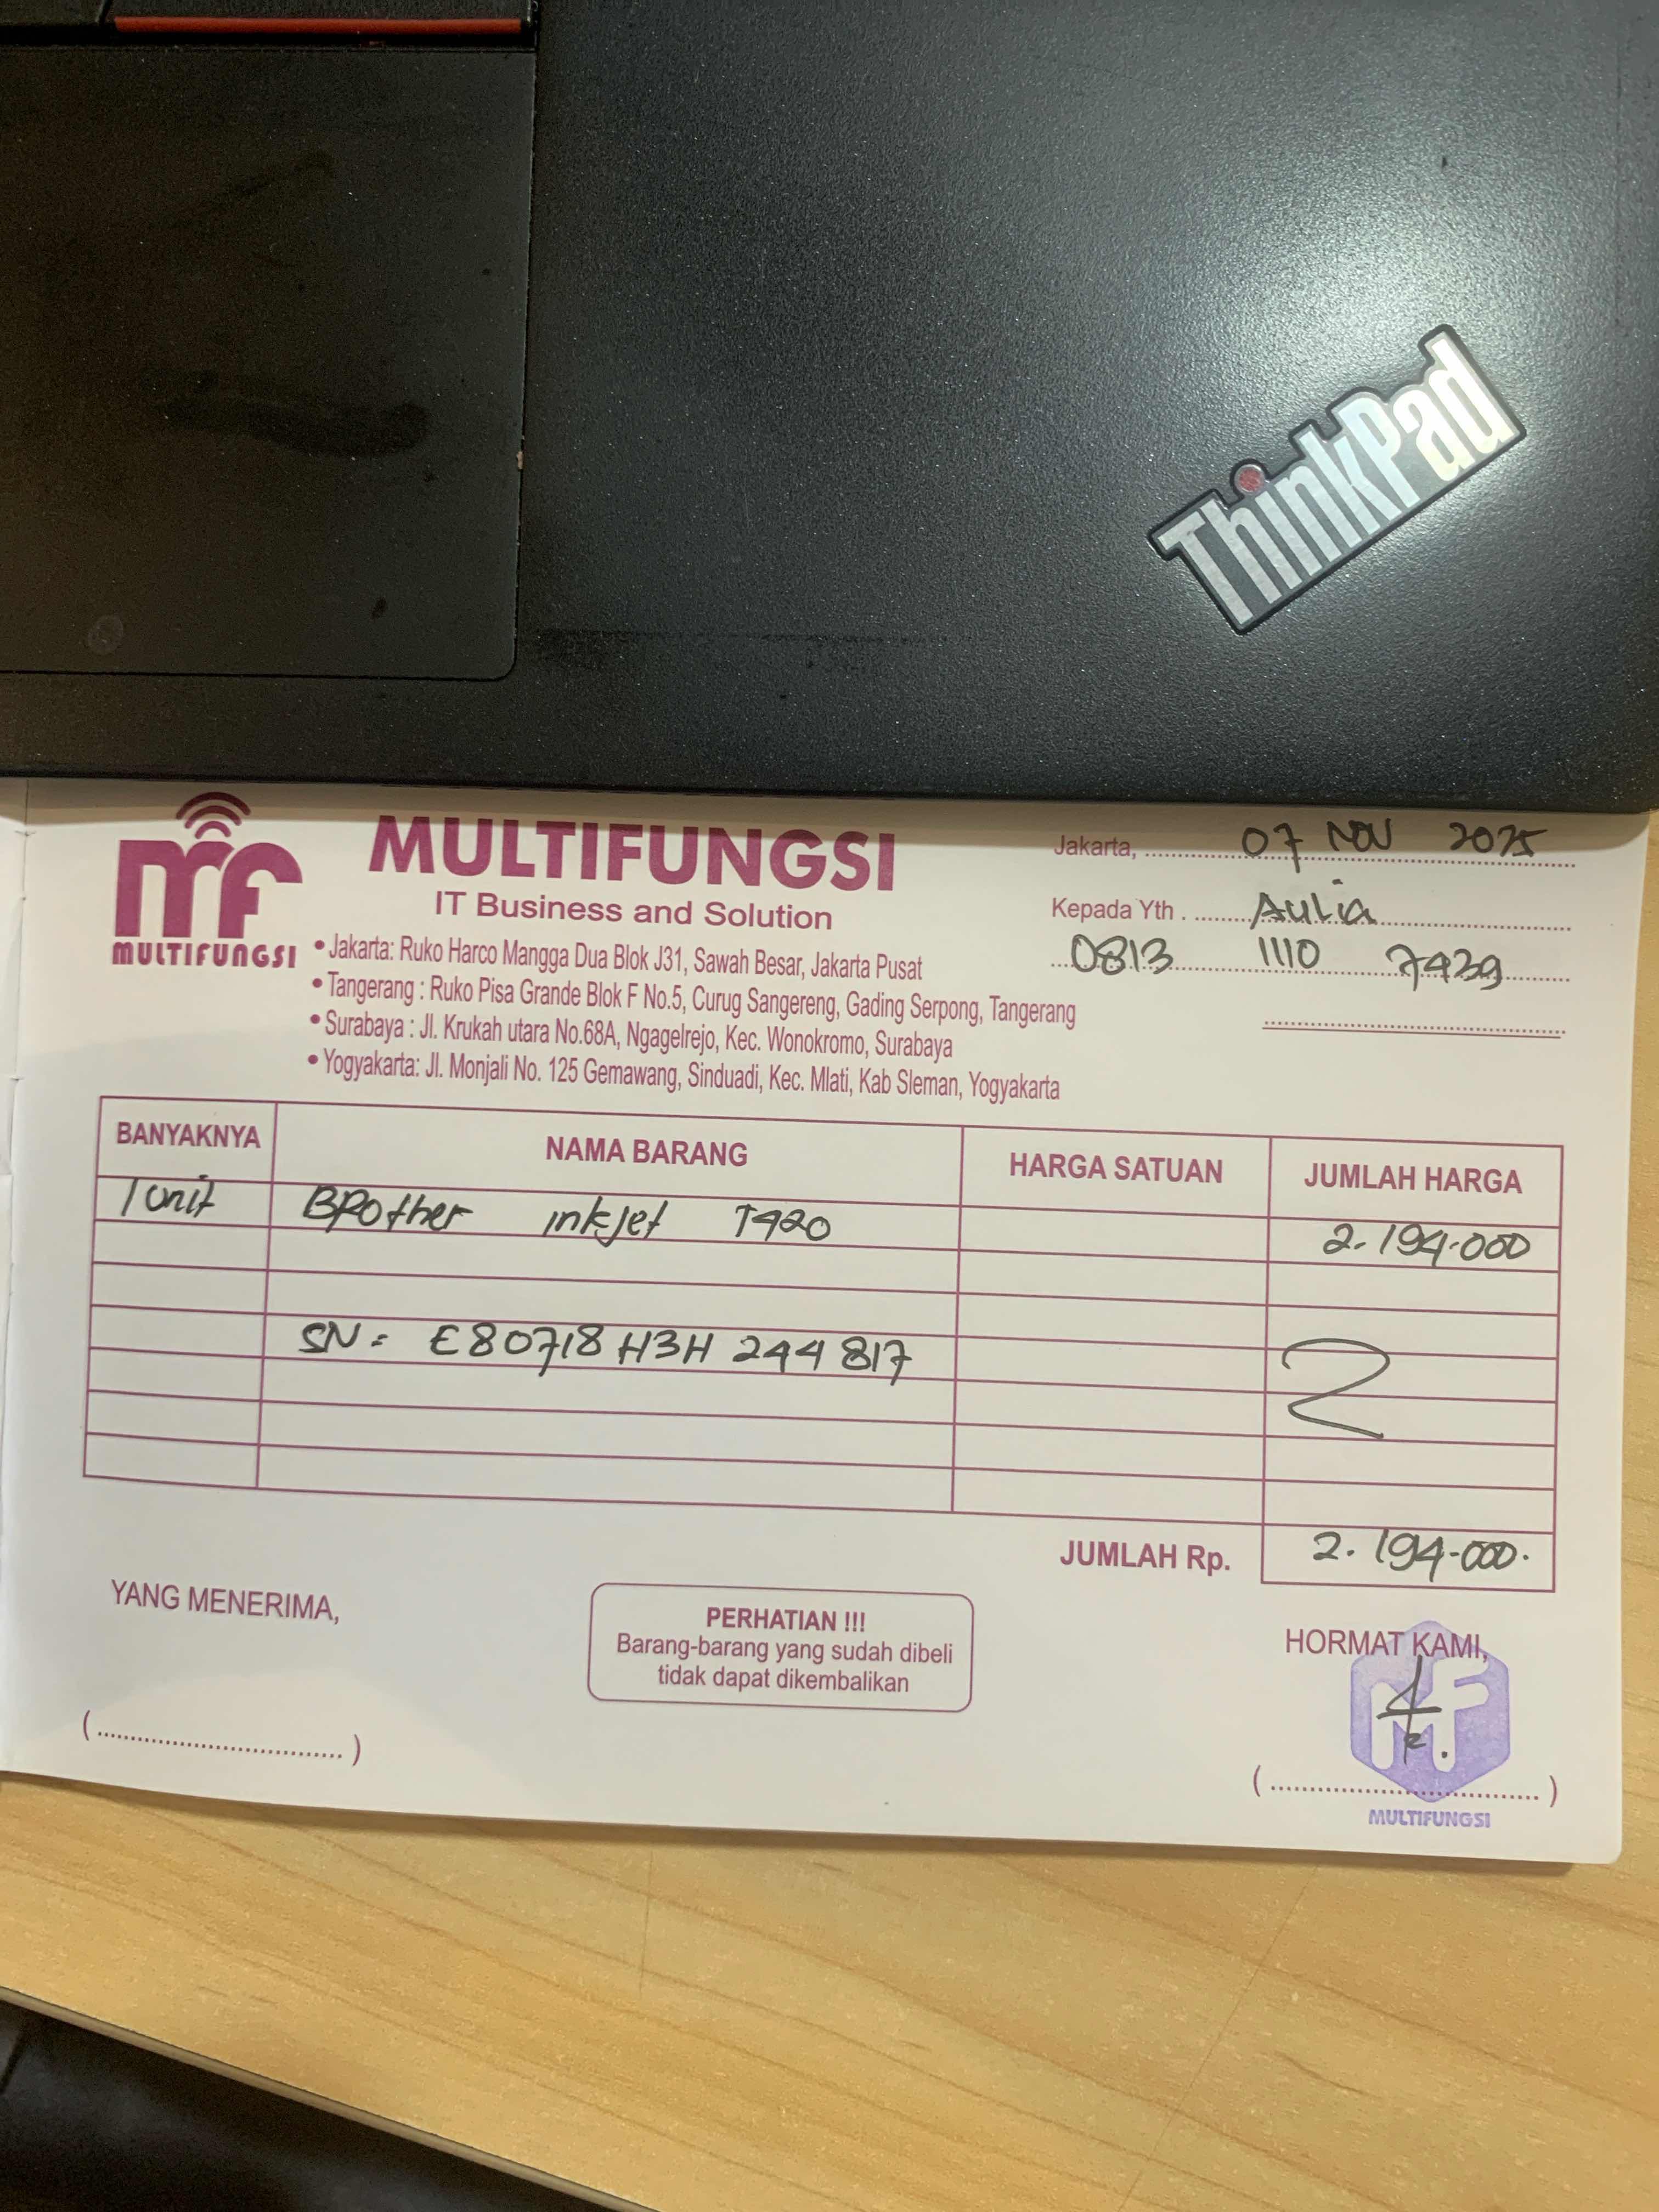 ThinkPad
mf
MULTIFUNGSI
MULTIFUNGSI
IT Business and Solution
• Jakarta: Ruko Harco Mangga Dua Blok J31, Sawah Besar, Jakarta Pusat
• Tangerang : Ruko Pisa Grande Blok F No.5, Curug Sangereng, Gading Serpong, Tangerang
• Surabaya : Jl. Krukah utara No.68A, Ngagelrejo, Kec. Wonokromo, Surabaya
• Yogyakarta: Jl. Monjali No. 125 Gemawang, Sinduadi, Kec. Mlati, Kab Sleman, Yogyakarta
Jakarta, 07 NOV 2025
Kepada Yth . Aulia
0813 1110 7439
BANYAKNYA NAMA BARANG HARGA SATUAN JUMLAH HARGA
1 unit BROther inkjet T420 2.194.000
SN: E80718H3H244817
JUMLAH Rp. 2.194.000.
YANG MENERIMA,
PERHATIAN !!!
Barang-barang yang sudah dibeli
tidak dapat dikembalikan
HORMAT KAMI,
MF
MULTIFUNGSI